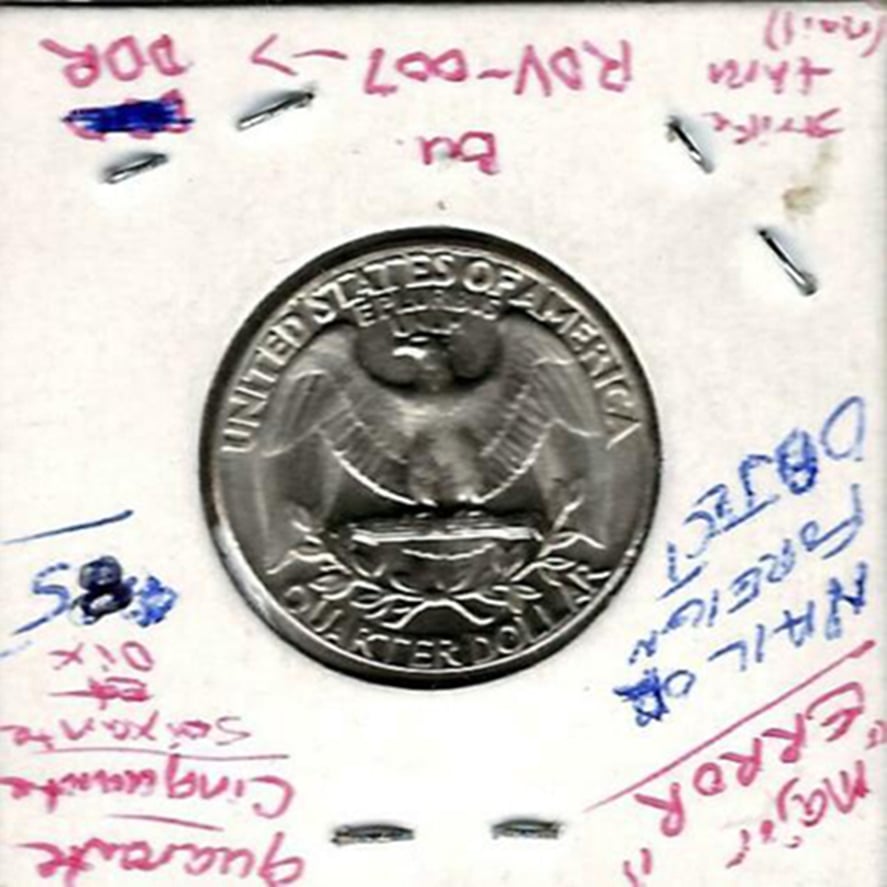 DDR
RDV-007->
BU
strike
thru
(nail)
UNITED STATES OF AMERICA
E PLURIBUS
UNUM
QUARTER DOLLAR
NAIL OR
FOREIGN
OBJECT
"major"
ERROR
85
quarante
Cinquante
Soixante
Et
Dix